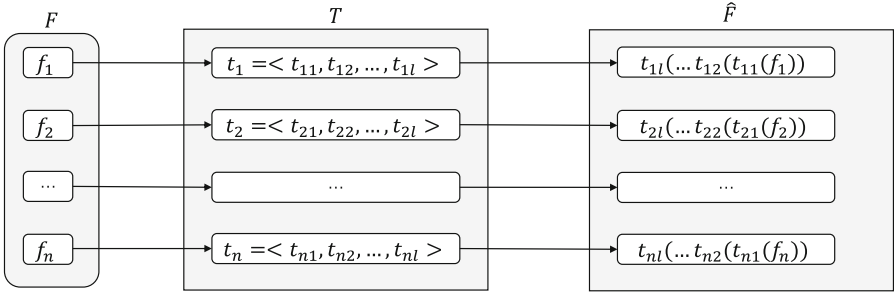 F T F̂
f₁ t₁ =< t₁₁, t₁₂, …, t₁ₗ > t₁ₗ(… t₁₂(t₁₁(f₁))
f₂ t₂ =< t₂₁, t₂₂, …, t₂ₗ > t₂ₗ(… t₂₂(t₂₁(f₂))
… … …
fₙ tₙ =< tₙ₁, tₙ₂, …, tₙₗ > tₙₗ(… tₙ₂(tₙ₁(fₙ))